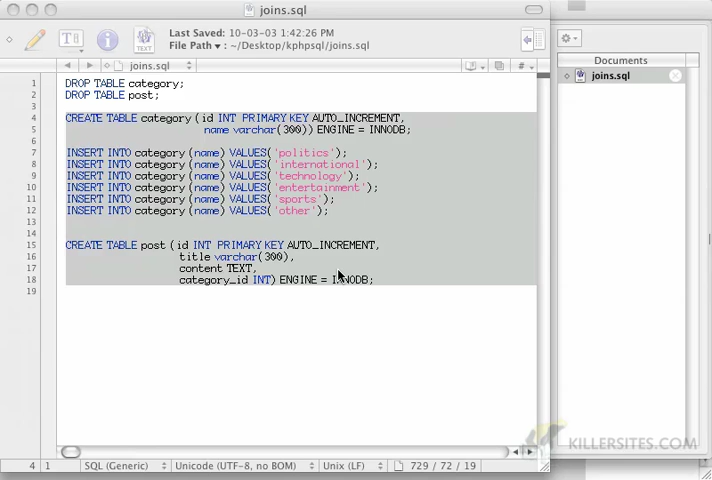 joins.sql
Last Saved: 10-03-03 1:42:26 PM
File Path ▾ : ~/Desktop/kphpsql/joins.sql
TEXT
joins.sql
#
Documents
joins.sql
1 DROP TABLE category;
2 DROP TABLE post;
3
4 CREATE TABLE category (id INT PRIMARY KEY AUTO_INCREMENT,
5 name varchar(300)) ENGINE = INNODB;
6
7 INSERT INTO category (name) VALUES('politics');
8 INSERT INTO category (name) VALUES('international');
9 INSERT INTO category (name) VALUES('technology');
10 INSERT INTO category (name) VALUES('entertainment');
11 INSERT INTO category (name) VALUES('sports');
12 INSERT INTO category (name) VALUES('other');
13
14
15 CREATE TABLE post (id INT PRIMARY KEY AUTO_INCREMENT,
16 title varchar(300),
17 content TEXT,
18 category_id INT) ENGINE = INNODB;
19
KILLERSITES.COM
4 1 SQL (Generic) Unicode (UTF-8, no BOM) Unix (LF) 729 / 72 / 19